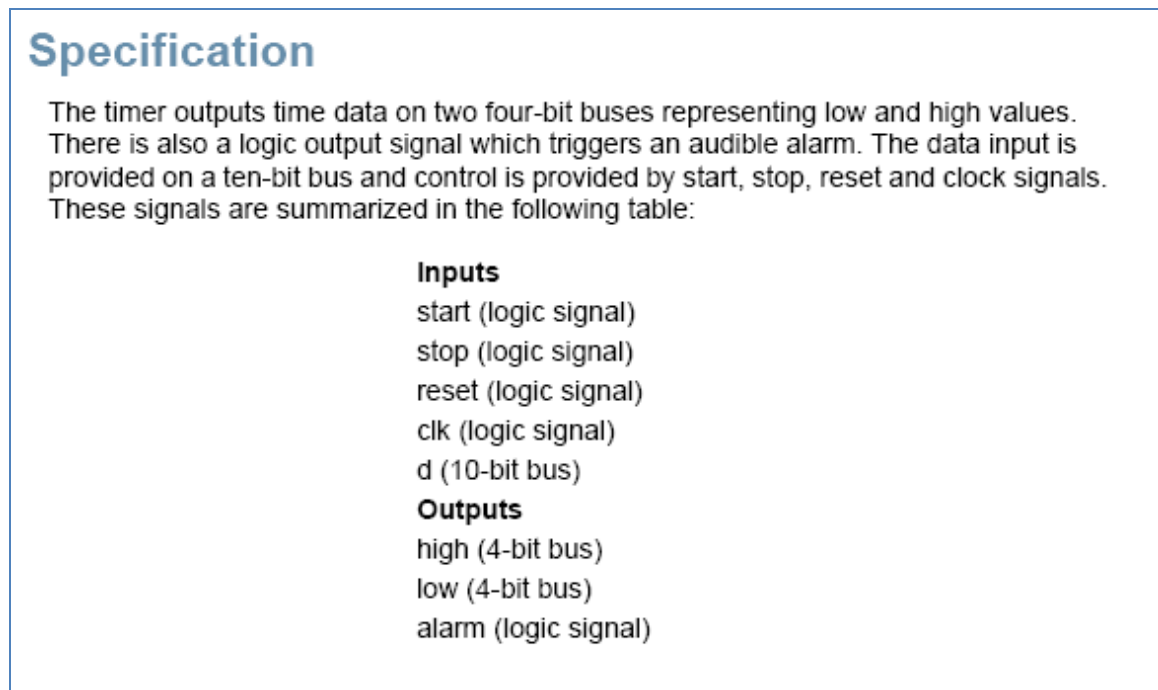 Specification
The timer outputs time data on two four-bit buses representing low and high values.
There is also a logic output signal which triggers an audible alarm. The data input is
provided on a ten-bit bus and control is provided by start, stop, reset and clock signals.
These signals are summarized in the following table:
Inputs
start (logic signal)
stop (logic signal)
reset (logic signal)
clk (logic signal)
d (10-bit bus)
Outputs
high (4-bit bus)
low (4-bit bus)
alarm (logic signal)